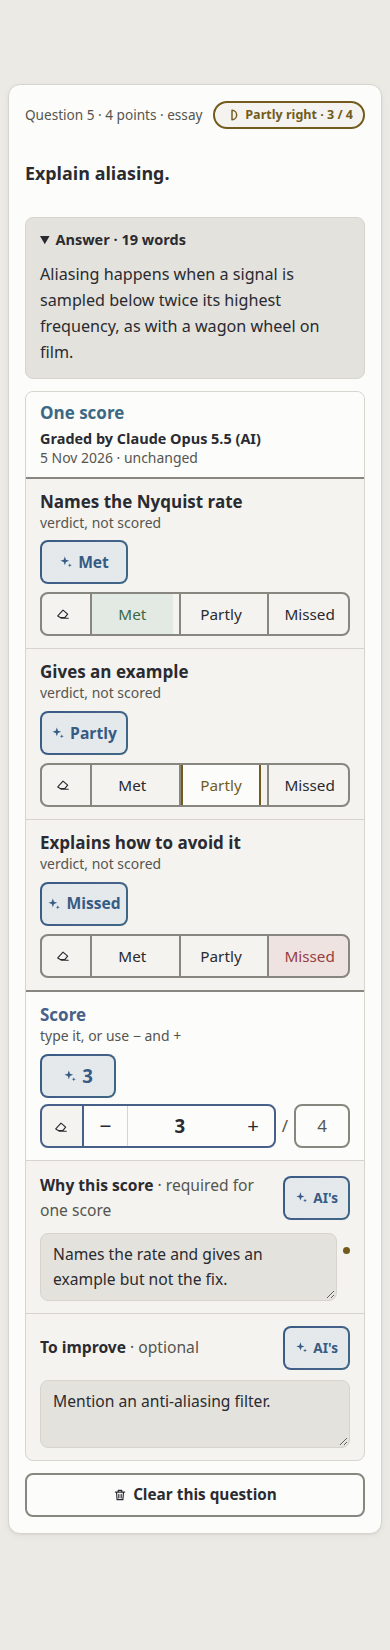 Question 5 · 4 points · essay
Partly right · 3 / 4
Explain aliasing.
Answer · 19 words
Aliasing happens when a signal is
sampled below twice its highest
frequency, as with a wagon wheel on
film.
One score
Graded by Claude Opus 5.5 (AI)
5 Nov 2026 · unchanged
Names the Nyquist rate
verdict, not scored
Met
Met Partly Missed
Gives an example
verdict, not scored
Partly
Met Partly Missed
Explains how to avoid it
verdict, not scored
Missed
Met Partly Missed
Score
type it, or use − and +
3
− 3 + / 4
Why this score · required for
one score
AI's
Names the rate and gives an
example but not the fix.
To improve · optional
AI's
Mention an anti-aliasing filter.
Clear this question